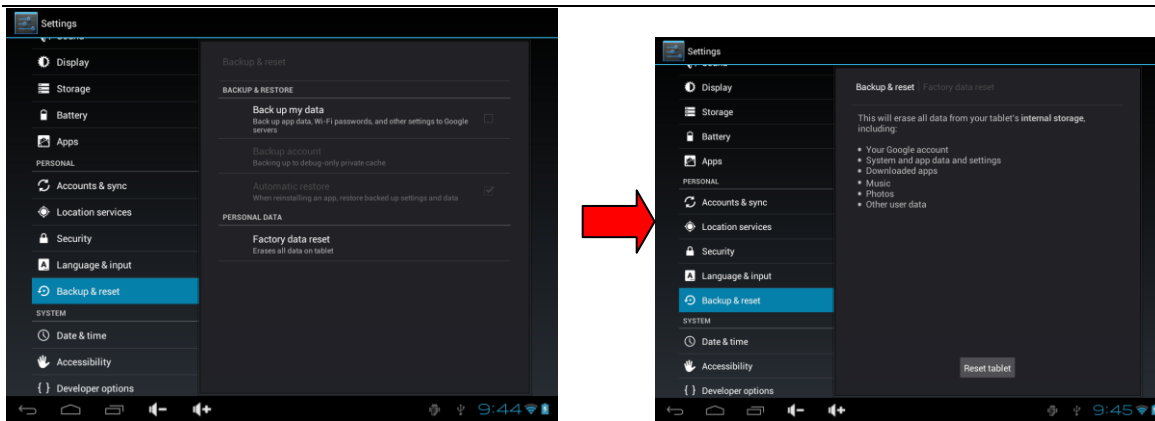 Settings
Display
Storage
Battery
Apps
PERSONAL
Accounts & sync
Location services
Security
Language & input
Backup & reset
SYSTEM
Date & time
Accessibility
{ } Developer options
Backup & reset
BACKUP & RESTORE
Back up my data
Back up app data, Wi-Fi passwords, and other settings to Google
servers
Backup account
Backing up to debug-only private cache
Automatic restore
When reinstalling an app, restore backed up settings and data
PERSONAL DATA
Factory data reset
Erases all data on tablet
9:44
Settings
Display
Storage
Battery
Apps
PERSONAL
Accounts & sync
Location services
Security
Language & input
Backup & reset
SYSTEM
Date & time
Accessibility
{ } Developer options
Backup & reset | Factory data reset
This will erase all data from your tablet's internal storage,
including:
• Your Google account
• System and app data and settings
• Downloaded apps
• Music
• Photos
• Other user data
Reset tablet
9:45